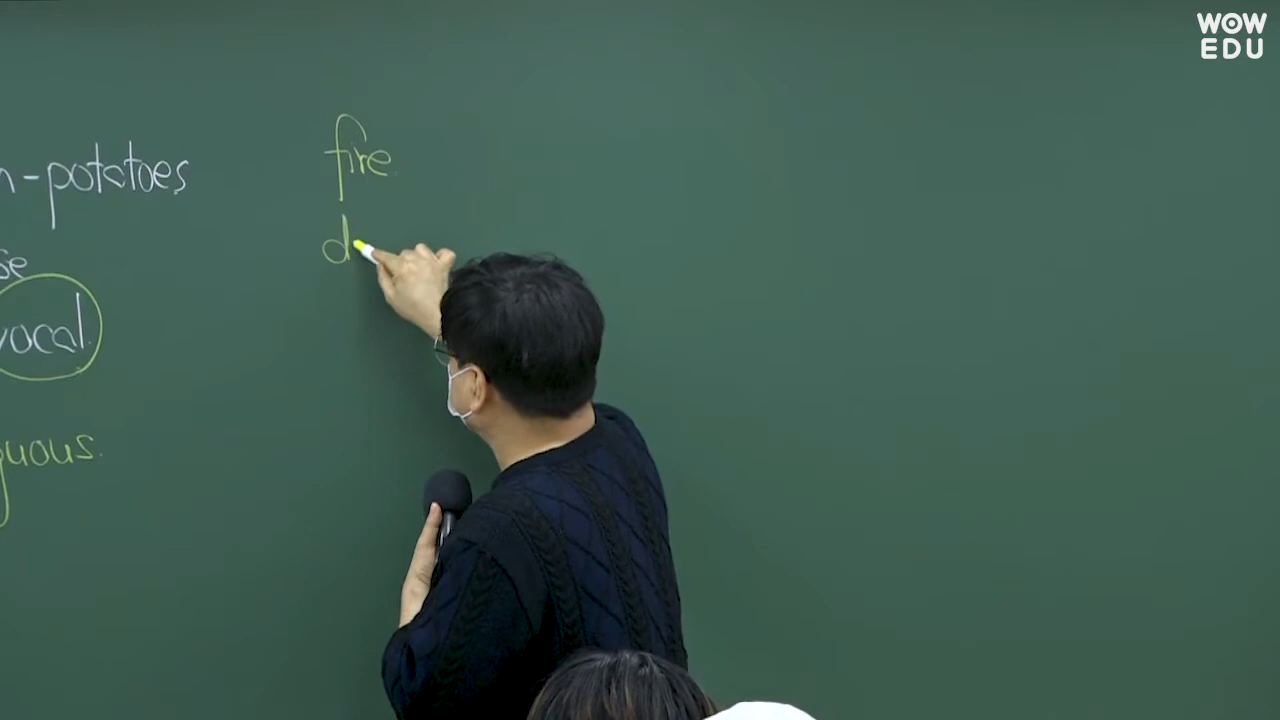 WOW
EDU
n-potatoes
fire
d
se
vocal
guous.